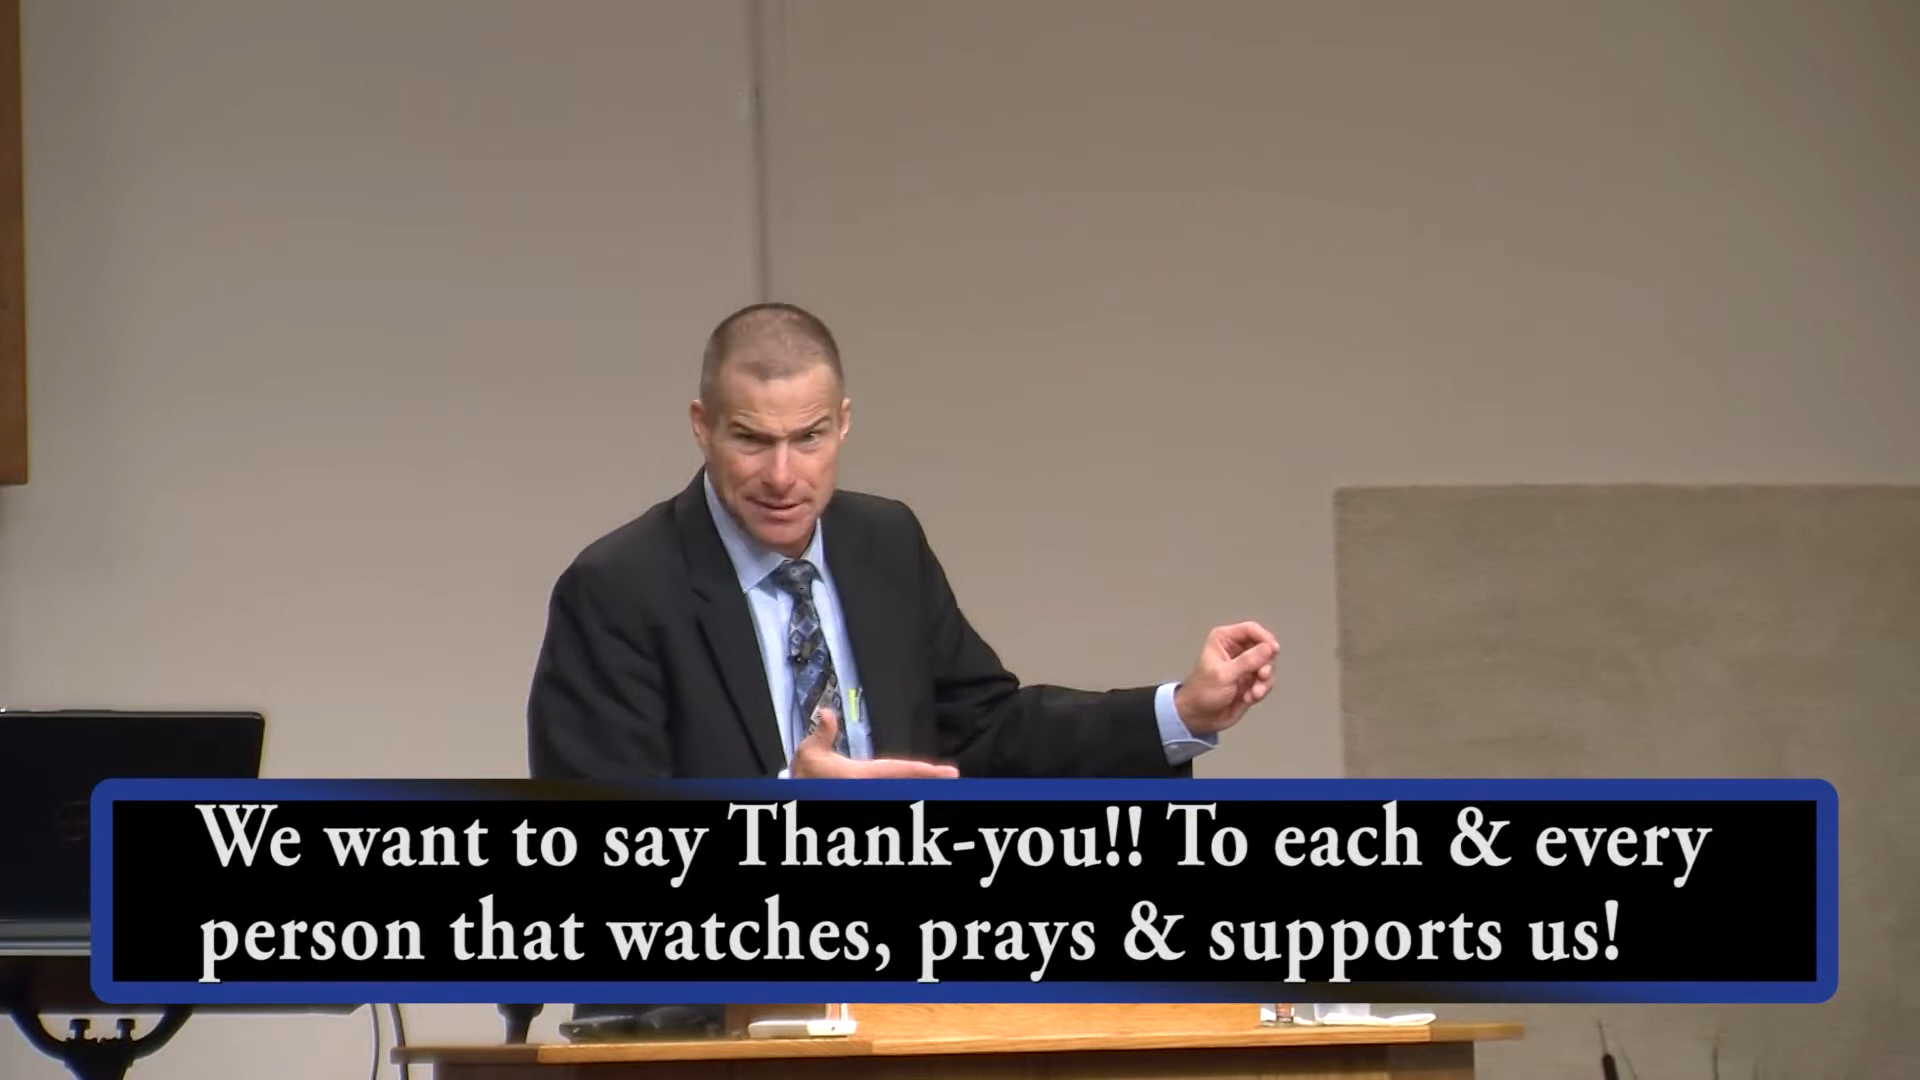 We want to say Thank-you!! To each & every
person that watches, prays & supports us!